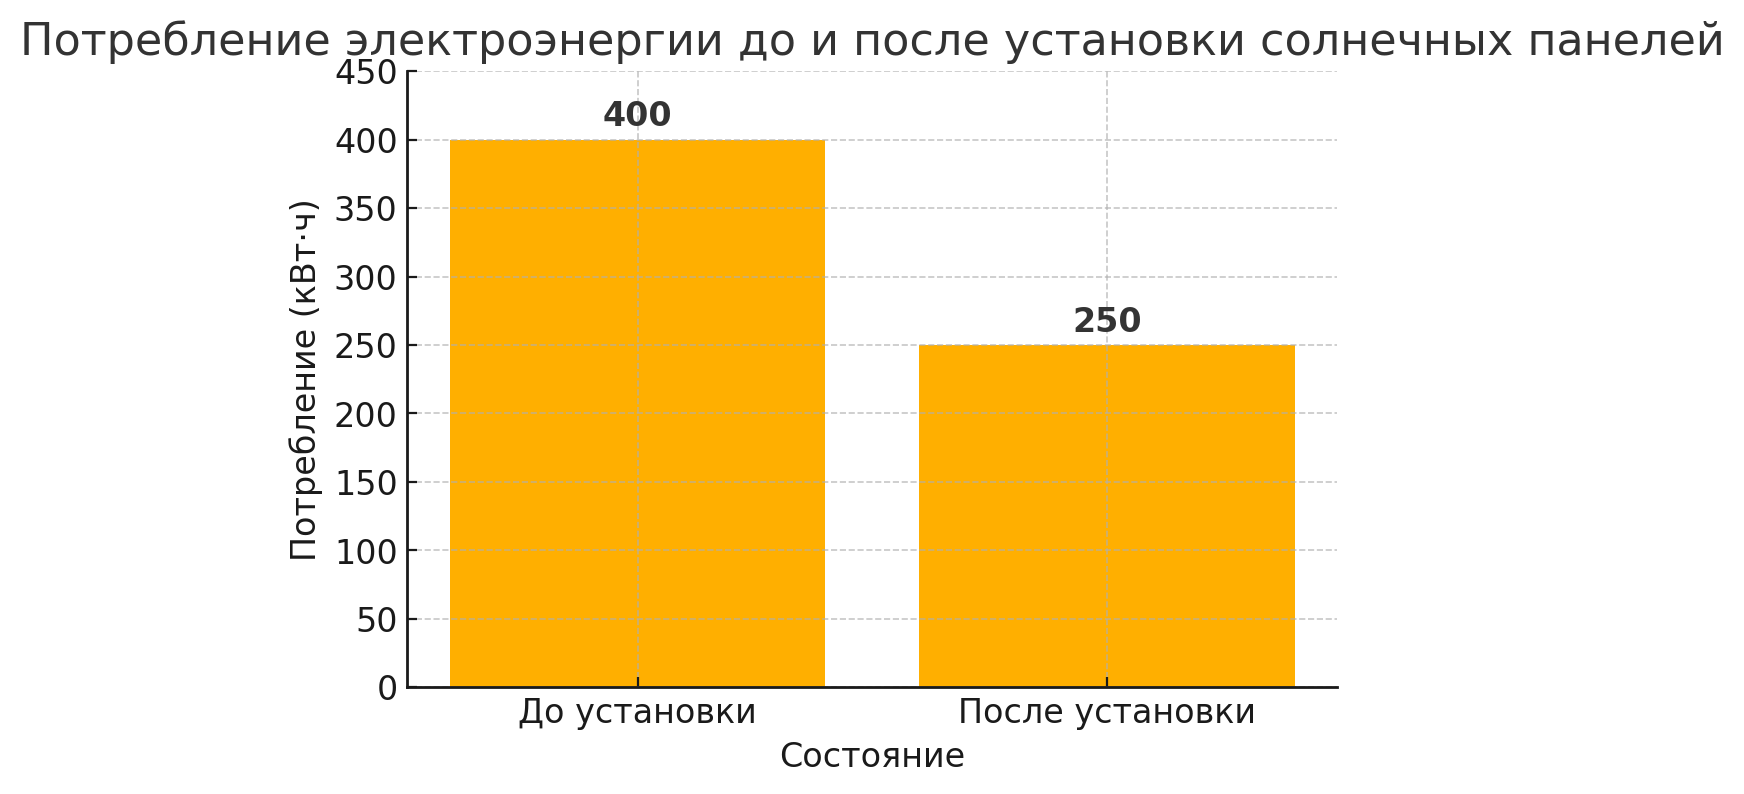 Потребление электроэнергии до и после установки солнечных панелей
450
400
350
300
250
200
150
100
50
0
Потребление (кВт·ч)
400
250
До установки
После установки
Состояние